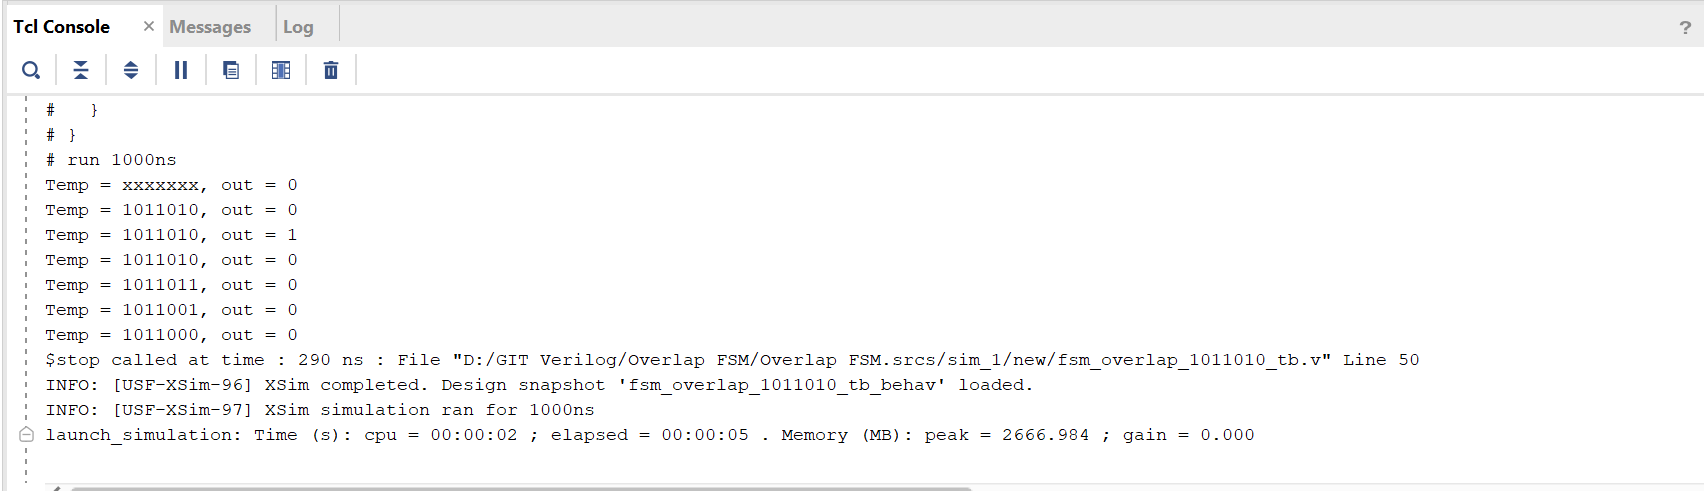 Tcl Console × Messages Log ?
# }
# }
# run 1000ns
Temp = xxxxxxx, out = 0
Temp = 1011010, out = 0
Temp = 1011010, out = 1
Temp = 1011010, out = 0
Temp = 1011011, out = 0
Temp = 1011001, out = 0
Temp = 1011000, out = 0
$stop called at time : 290 ns : File "D:/GIT Verilog/Overlap FSM/Overlap FSM.srcs/sim_1/new/fsm_overlap_1011010_tb.v" Line 50
INFO: [USF-XSim-96] XSim completed. Design snapshot 'fsm_overlap_1011010_tb_behav' loaded.
INFO: [USF-XSim-97] XSim simulation ran for 1000ns
launch_simulation: Time (s): cpu = 00:00:02 ; elapsed = 00:00:05 . Memory (MB): peak = 2666.984 ; gain = 0.000